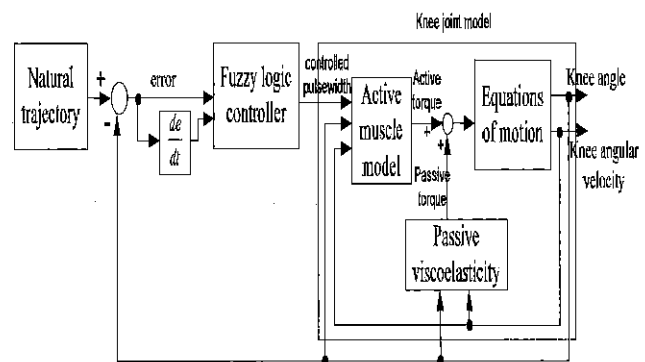 Knee joint model
Natural
trajectory
+
-
error
de
dt
Fuzzy logic
controller
controlled
pulsewidth
Active
muscle
model
Active
torque
+
+
Passive
torque
Equations
of motion
Passive
viscoelasticity
Knee angle
Knee angular
velocity